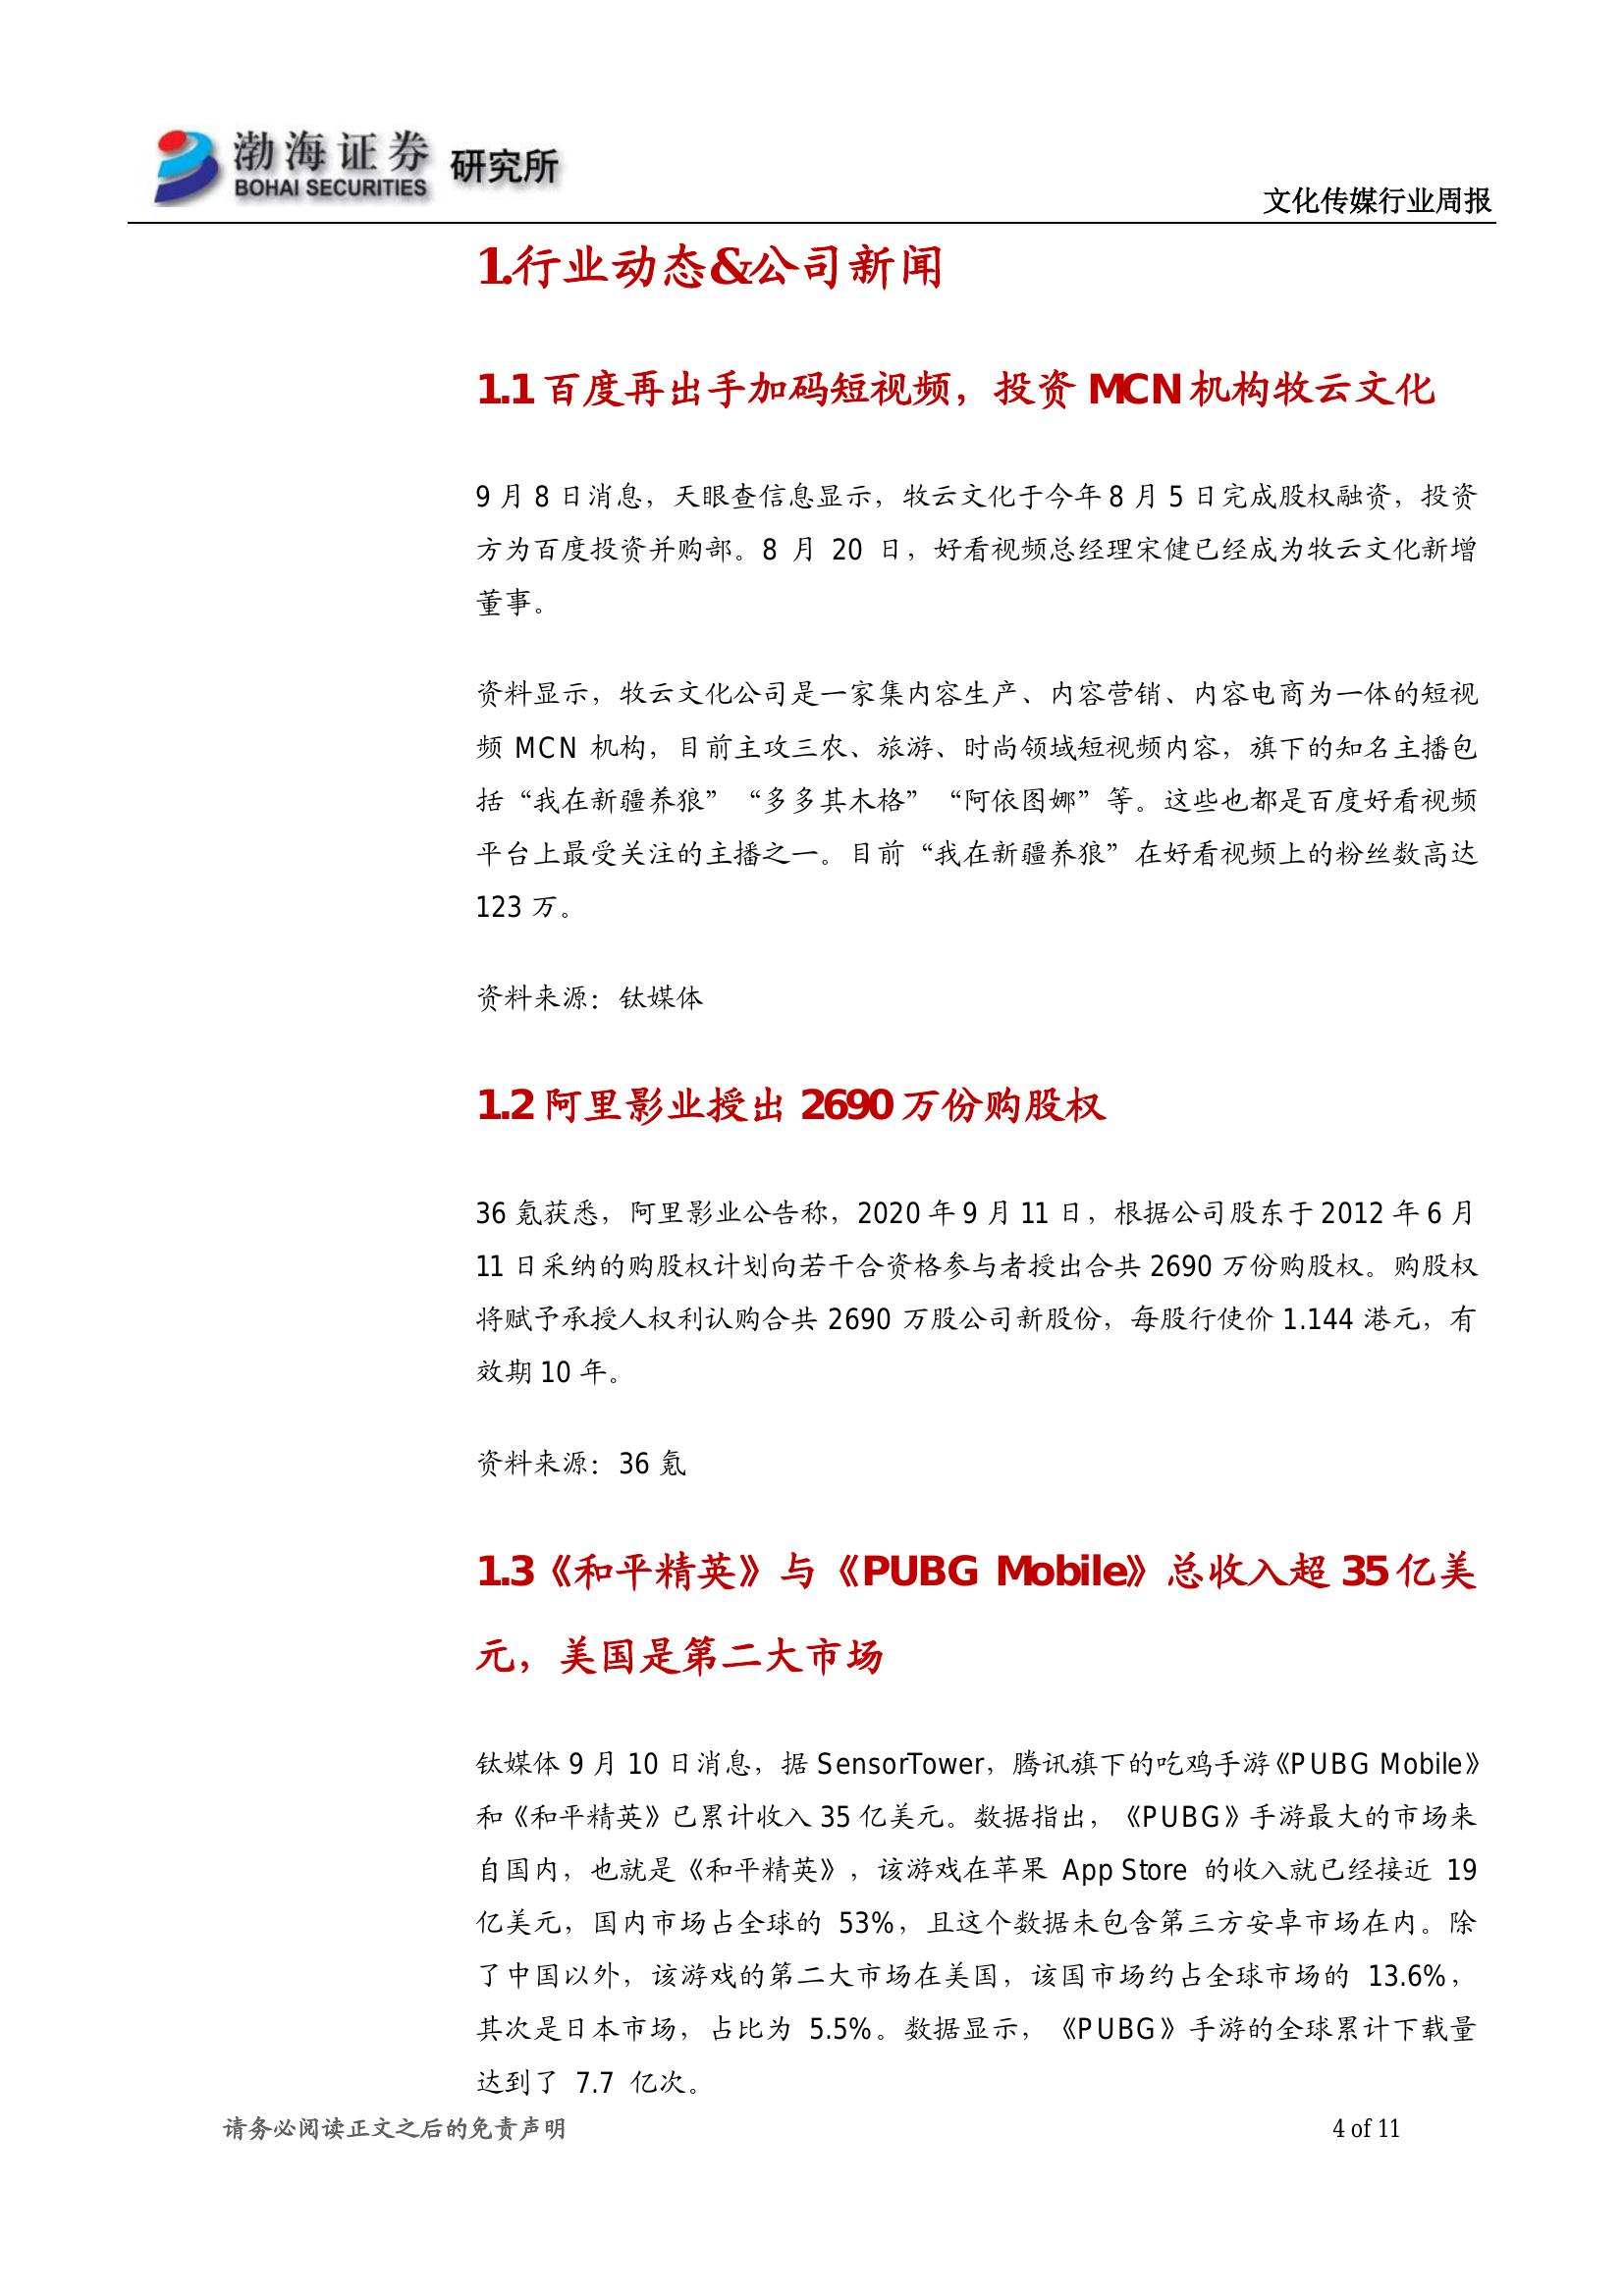 渤海证券
BOHAI SECURITIES
研究所
文化传媒行业周报
1.行业动态&公司新闻
1.1 百度再出手加码短视频，投资 MCN 机构牧云文化
9 月 8 日消息，天眼查信息显示，牧云文化于今年 8 月 5 日完成股权融资，投资
方为百度投资并购部。8 月 20 日，好看视频总经理宋健已经成为牧云文化新增
董事。
资料显示，牧云文化公司是一家集内容生产、内容营销、内容电商为一体的短视
频 MCN 机构，目前主攻三农、旅游、时尚领域短视频内容，旗下的知名主播包
括“我在新疆养狼”“多多其木格”“阿依图娜”等。这些也都是百度好看视频
平台上最受关注的主播之一。目前“我在新疆养狼”在好看视频上的粉丝数高达
123 万。
资料来源：钛媒体
1.2 阿里影业授出 2690 万份购股权
36 氪获悉，阿里影业公告称，2020 年 9 月 11 日，根据公司股东于 2012 年 6 月
11 日采纳的购股权计划向若干合资格参与者授出合共 2690 万份购股权。购股权
将赋予承授人权利认购合共 2690 万股公司新股份，每股行使价 1.144 港元，有
效期 10 年。
资料来源：36 氪
1.3《和平精英》与《PUBG Mobile》总收入超 35 亿美
元，美国是第二大市场
钛媒体 9 月 10 日消息，据 SensorTower，腾讯旗下的吃鸡手游《PUBG Mobile》
和《和平精英》已累计收入 35 亿美元。数据指出，《PUBG》手游最大的市场来
自国内，也就是《和平精英》，该游戏在苹果 App Store 的收入就已经接近 19
亿美元，国内市场占全球的 53%，且这个数据未包含第三方安卓市场在内。除
了中国以外，该游戏的第二大市场在美国，该国市场约占全球市场的 13.6%，
其次是日本市场，占比为 5.5%。数据显示，《PUBG》手游的全球累计下载量
达到了 7.7 亿次。
请务必阅读正文之后的免责声明
4 of 11